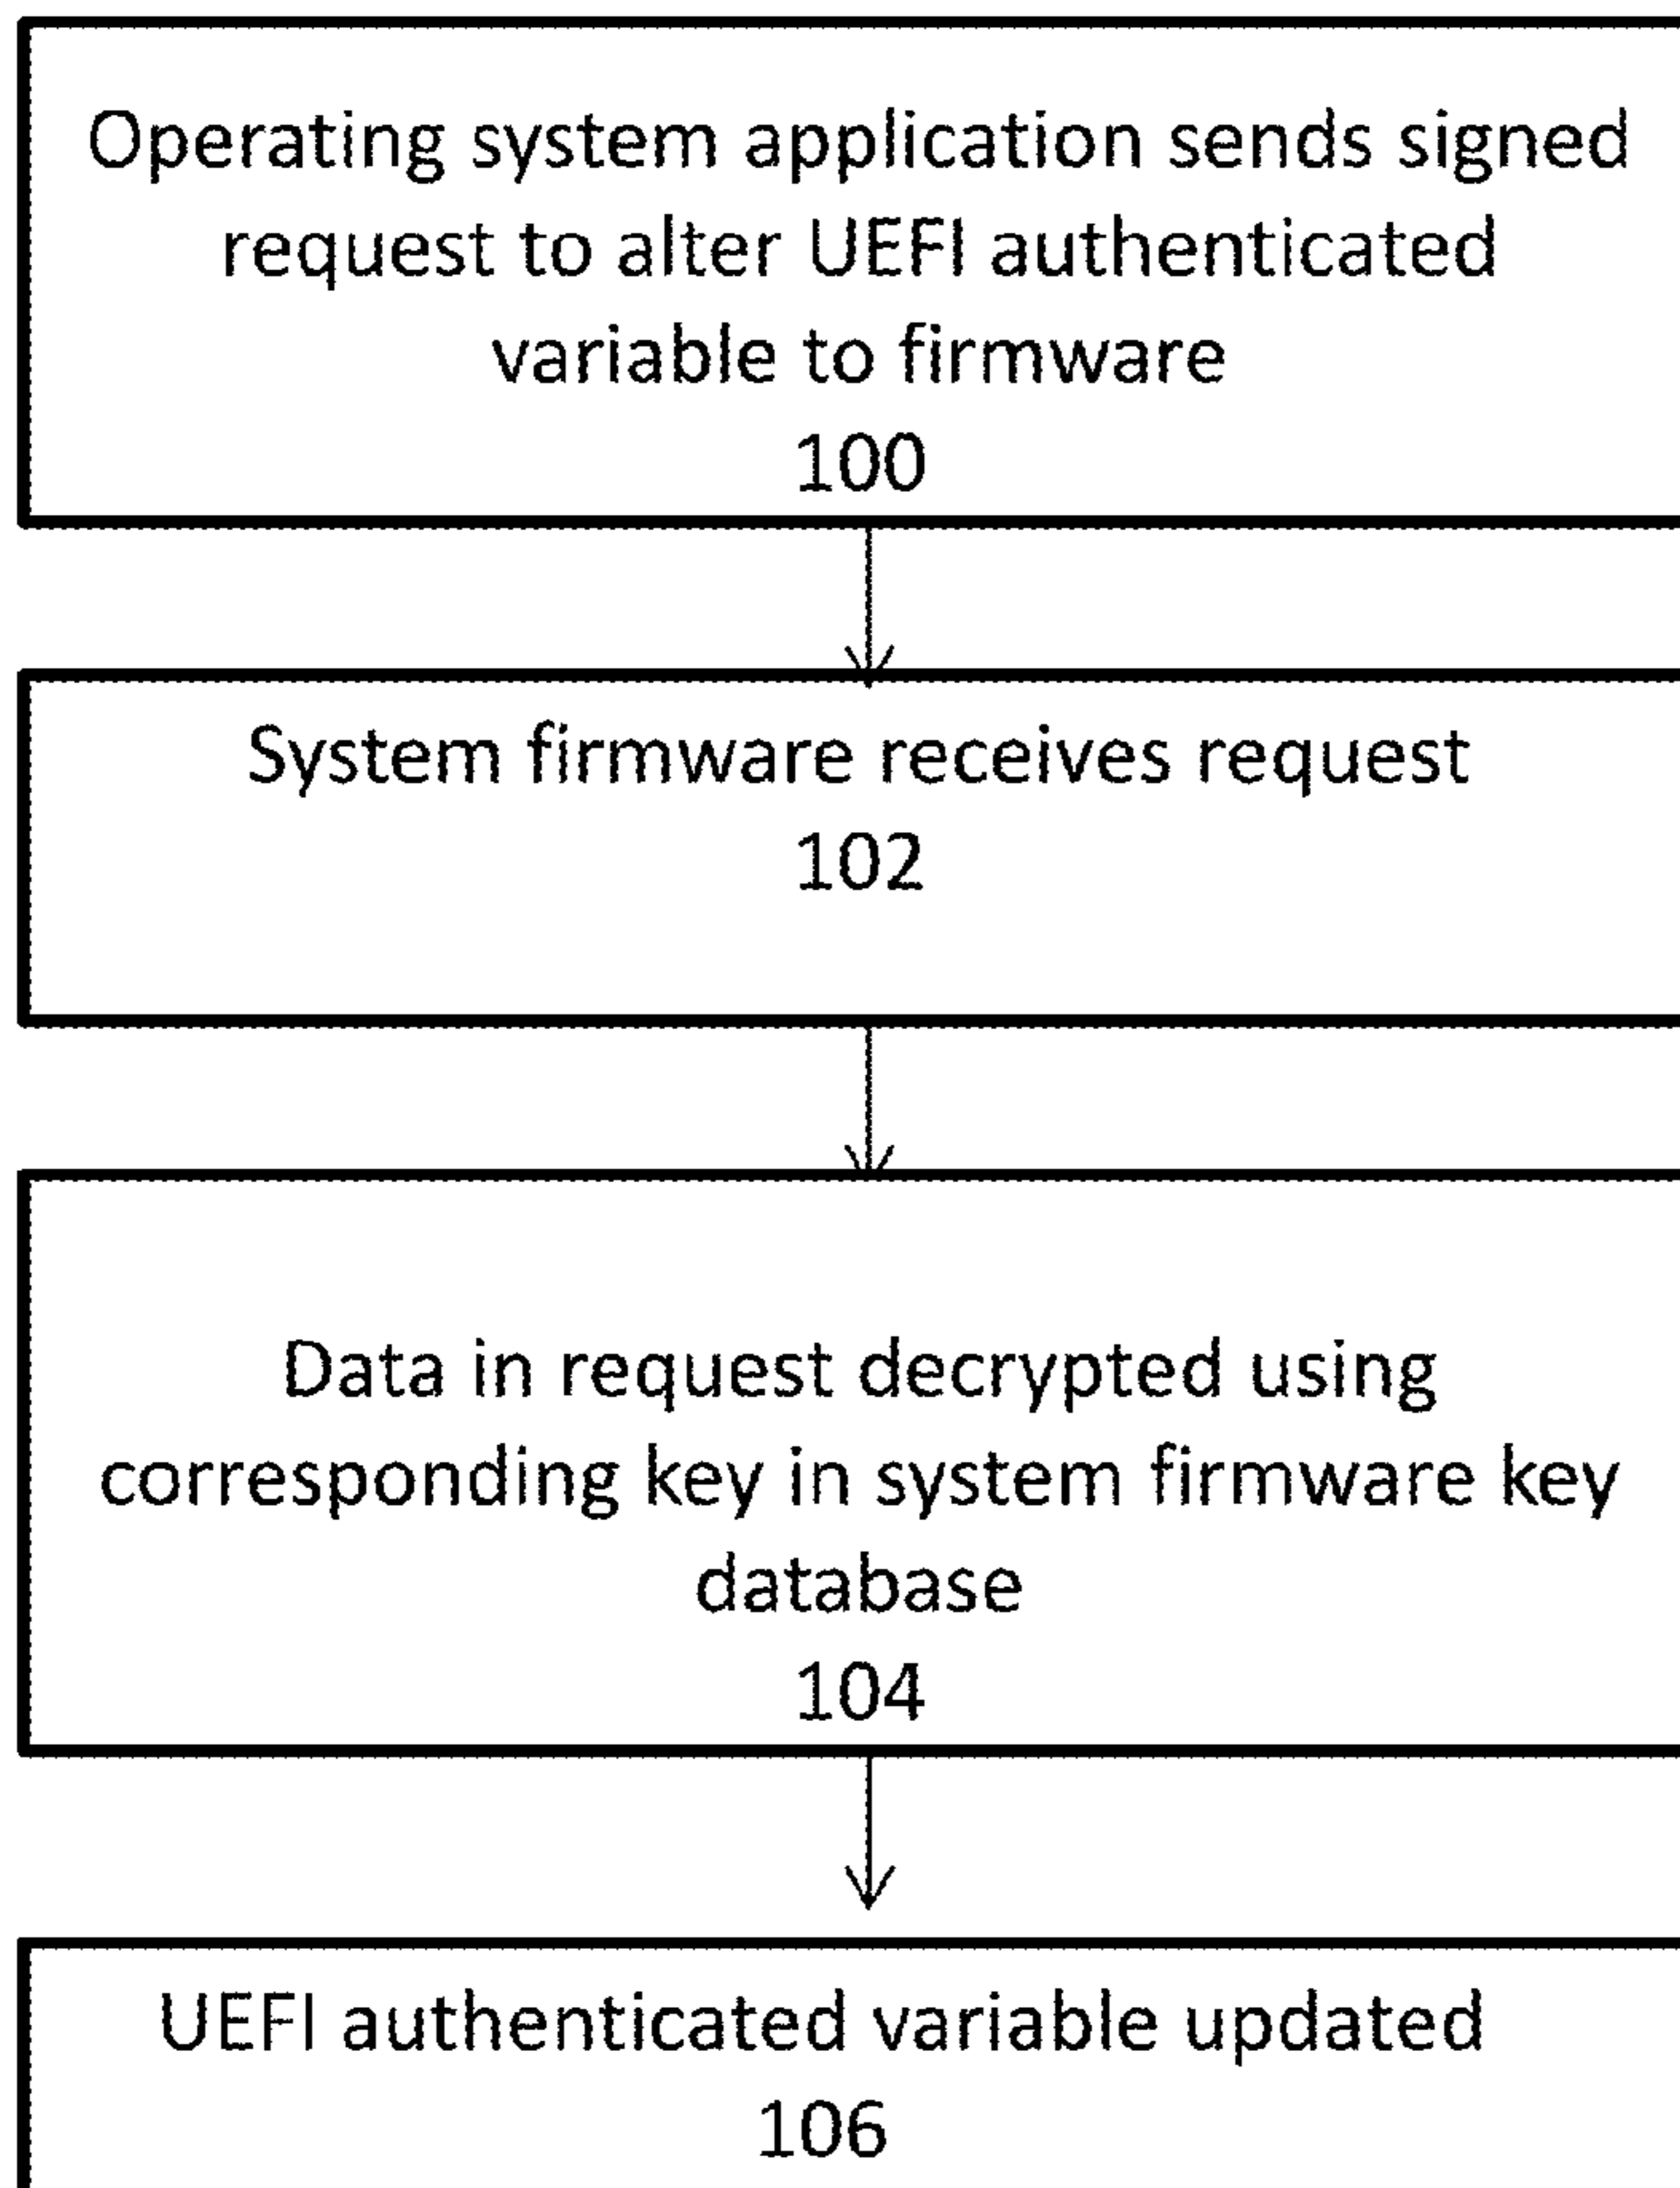 Operating system application sends signed
request to alter UEFI authenticated
variable to firmware
100
System firmware receives request
102
Data in request decrypted using
corresponding key in system firmware key
database
104
UEFI authenticated variable updated
106